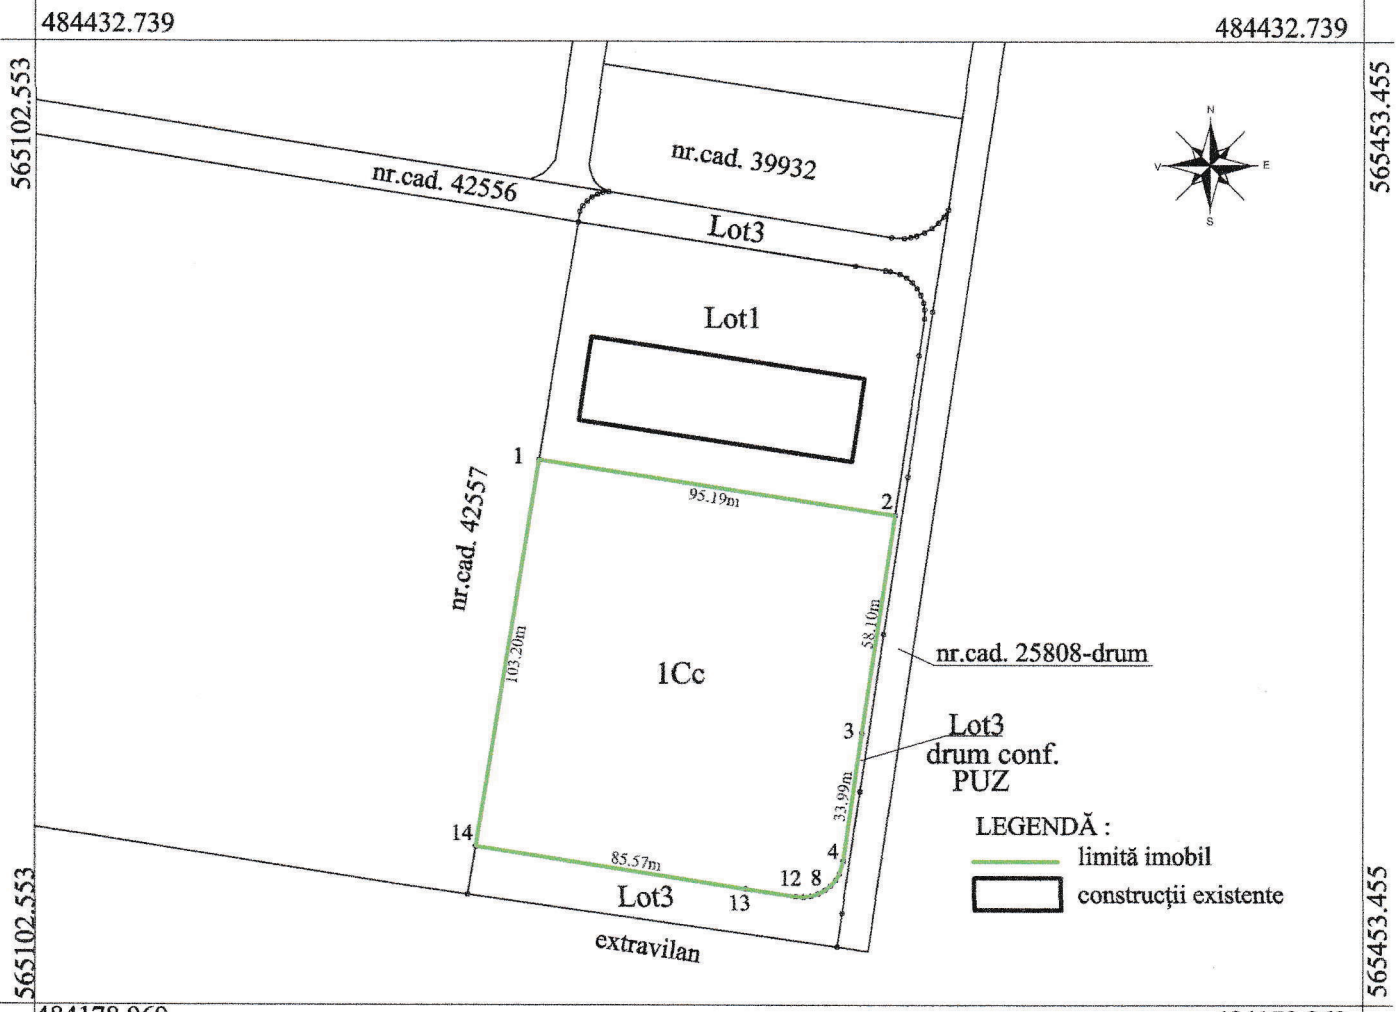 484432.739
484432.739
565102.553
565453.455
N
V
E
S
nr.cad. 39932
nr.cad. 42556
Lot3
Lot1
1
95.19m
2
nr.cad. 42557
103.20m
58.10m
1Cc
nr.cad. 25808-drum
3
Lot3
drum conf.
PUZ
33.99m
LEGENDĂ :
limită imobil
construcții existente
14
85.57m
4
12 8
13
Lot3
extravilan
565102.553
565453.455